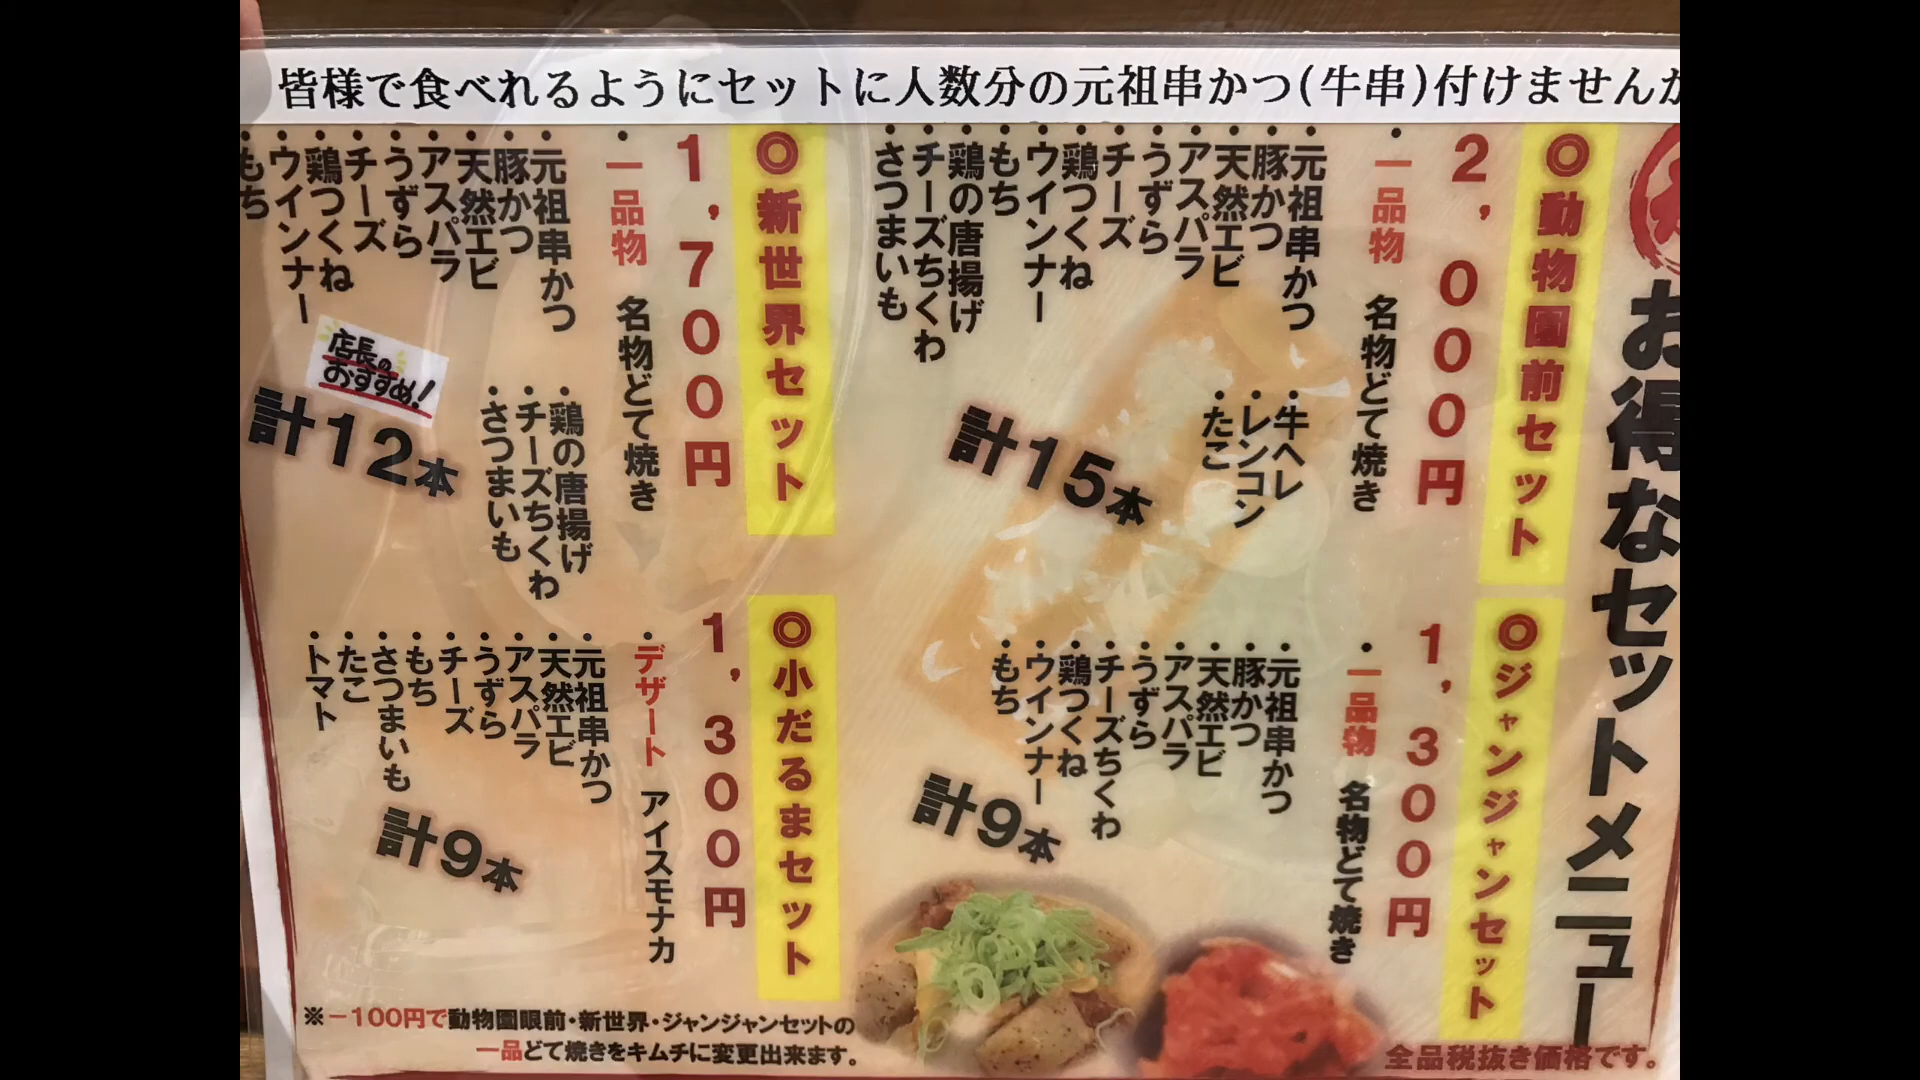 皆様で食べれるようにセットに人数分の元祖串かつ(牛串)付けませんか
お得なセットメニュー
◎動物園前セット
2,000円
・一品物 名物どて焼き
・元祖串かつ
・豚かつ
・天然エビ
・アスパラ
・うずら
・チーズ
・鶏つくね
・ウインナー
・もち
・鶏の唐揚げ
・チーズちくわ
・さつまいも
・牛ヘレ
・レンコン
・たこ
計15本
◎新世界セット
1,700円
・一品物 名物どて焼き
・元祖串かつ
・豚かつ
・天然エビ
・アスパラ
・うずら
・チーズ
・鶏つくね
・ウインナー
・もち
・鶏の唐揚げ
・チーズちくわ
・さつまいも
店長の
おすすめ!
計12本
◎ジャンジャンセット
1,300円
・一品物 名物どて焼き
・元祖串かつ
・豚かつ
・天然エビ
・アスパラ
・うずら
・チーズちくわ
・鶏つくね
・ウインナー
・もち
計9本
◎小だるまセット
1,300円
・デザート アイスモナカ
・元祖串かつ
・天然エビ
・アスパラ
・うずら
・チーズ
・もち
・さつまいも
・たこ
・トマト
計9本
※−100円で動物園眼前・新世界・ジャンジャンセットの
一品どて焼きをキムチに変更出来ます。
全品税抜き価格です。